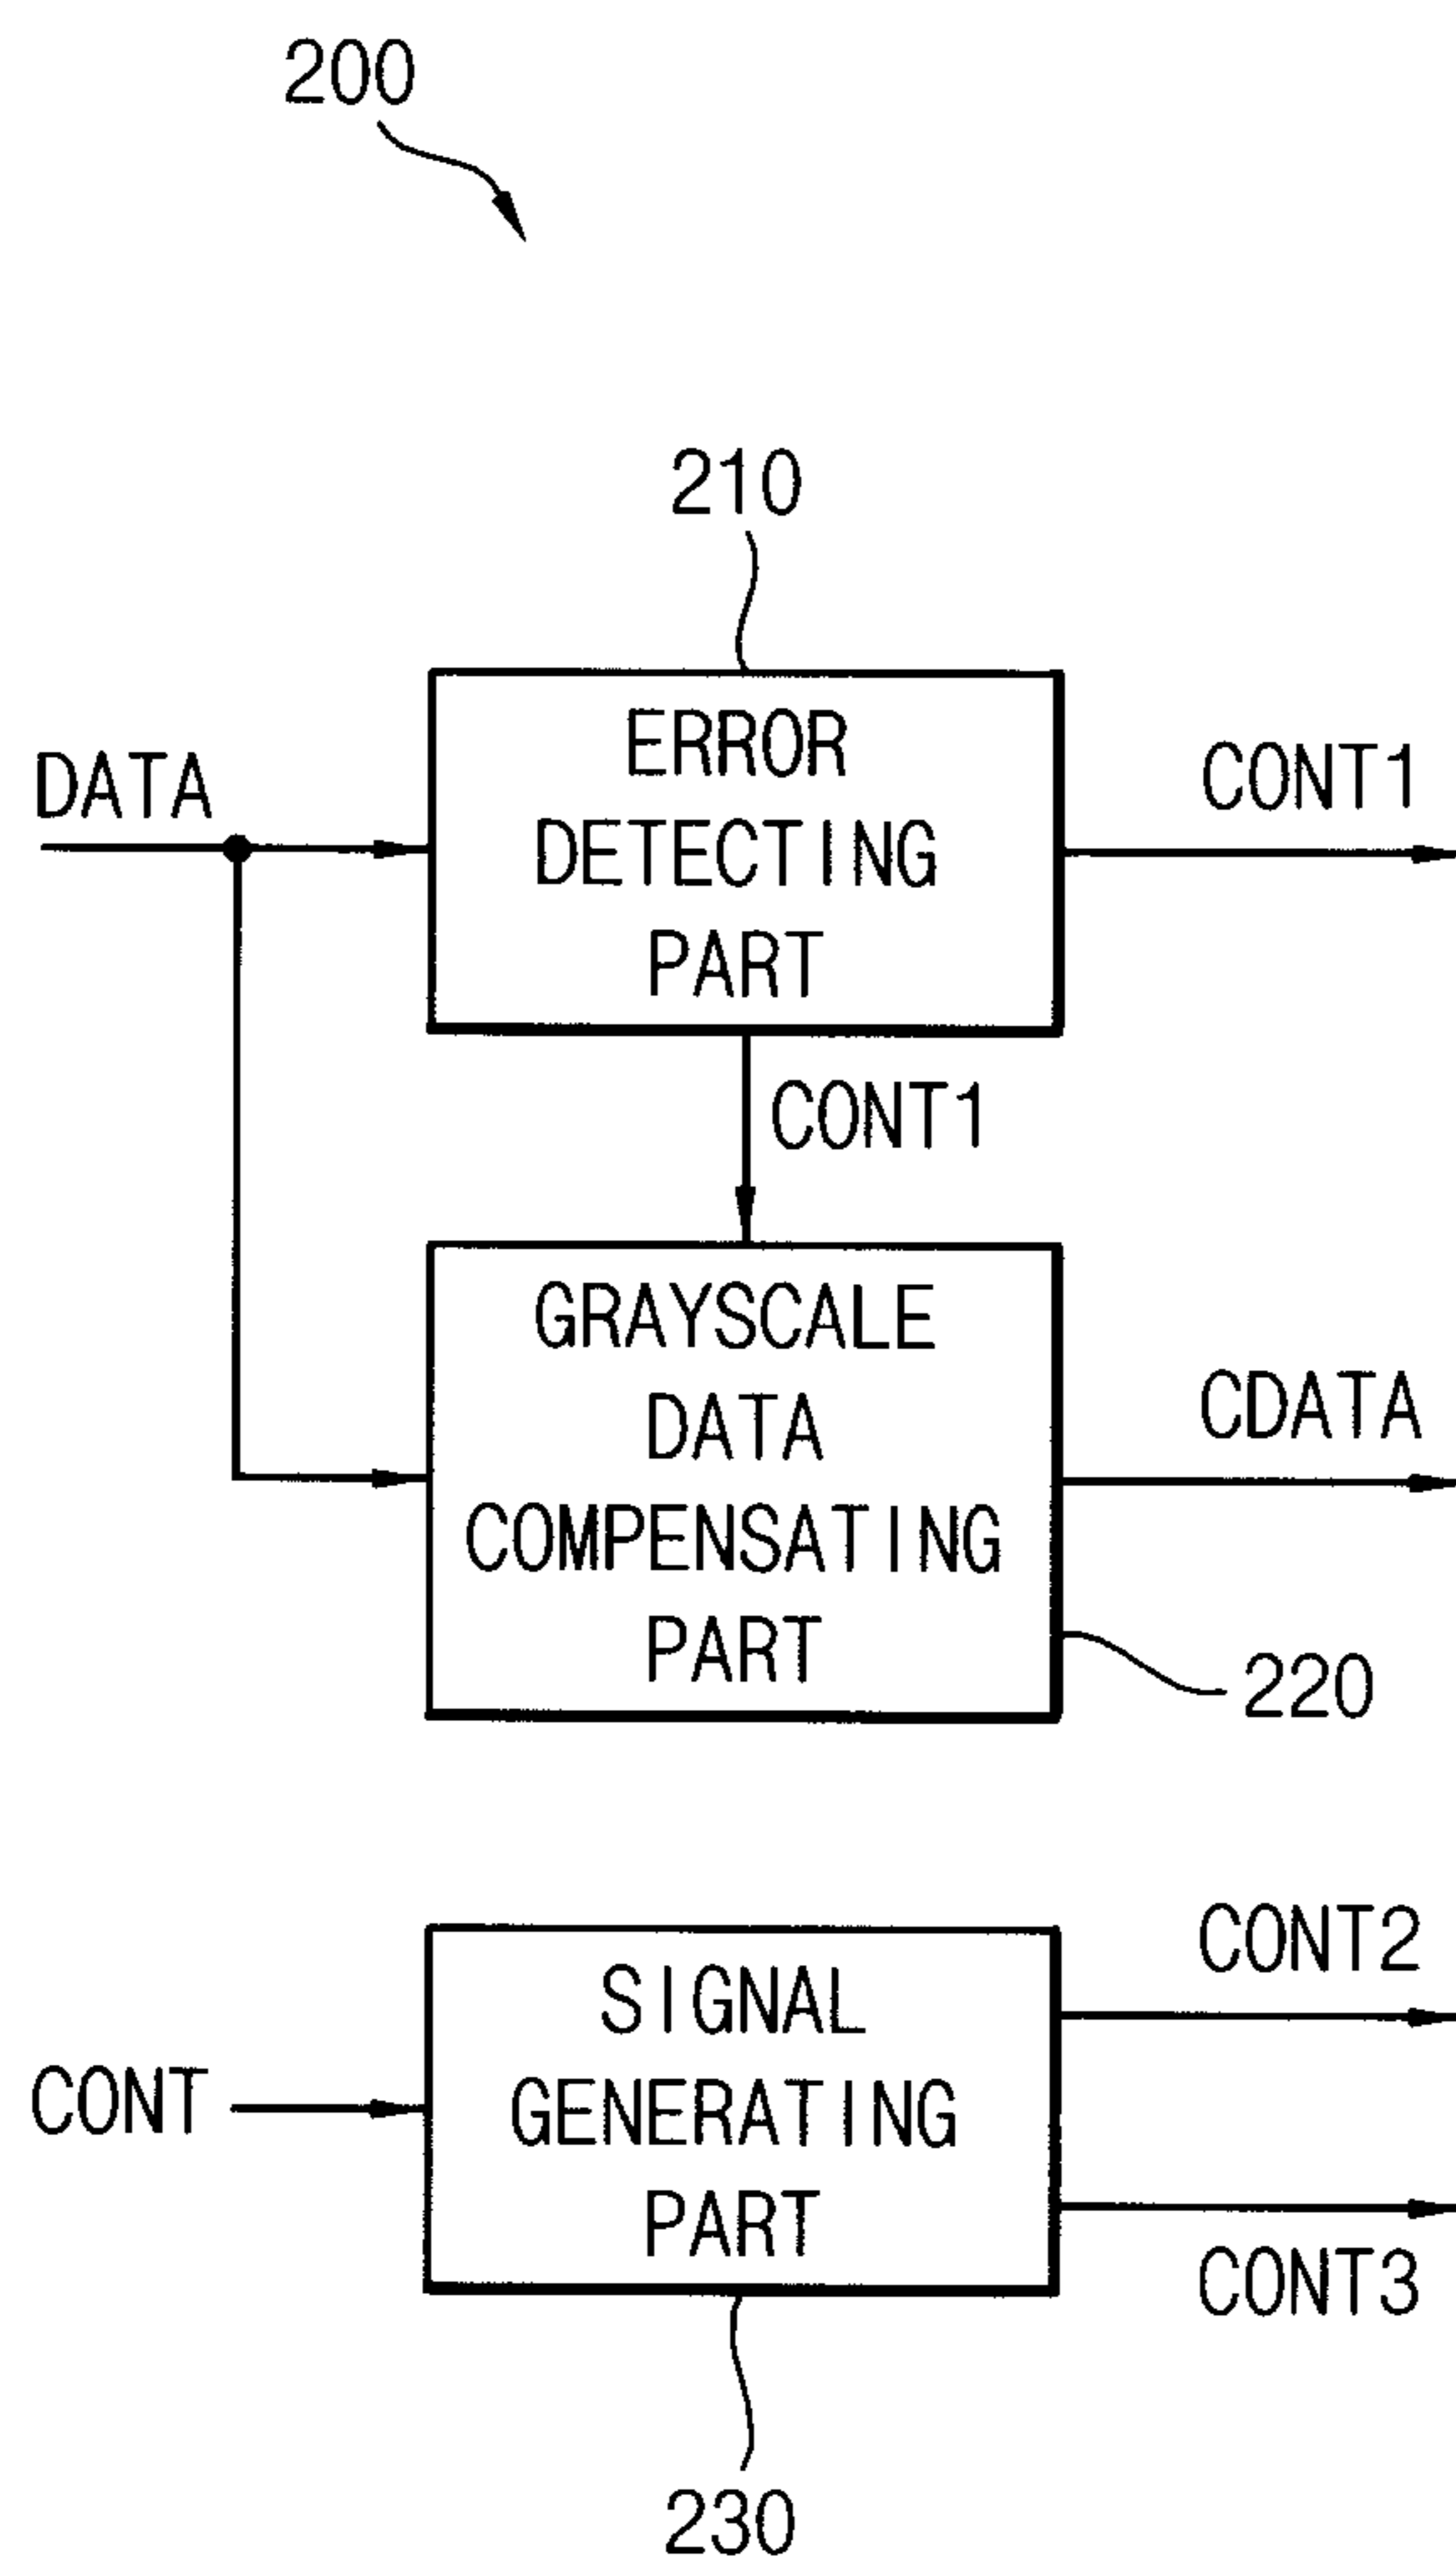 200
210
DATA
ERROR
DETECTING
PART
CONT1
CONT1
GRAYSCALE
DATA
COMPENSATING
PART
CDATA
220
CONT
SIGNAL
GENERATING
PART
CONT2
CONT3
230